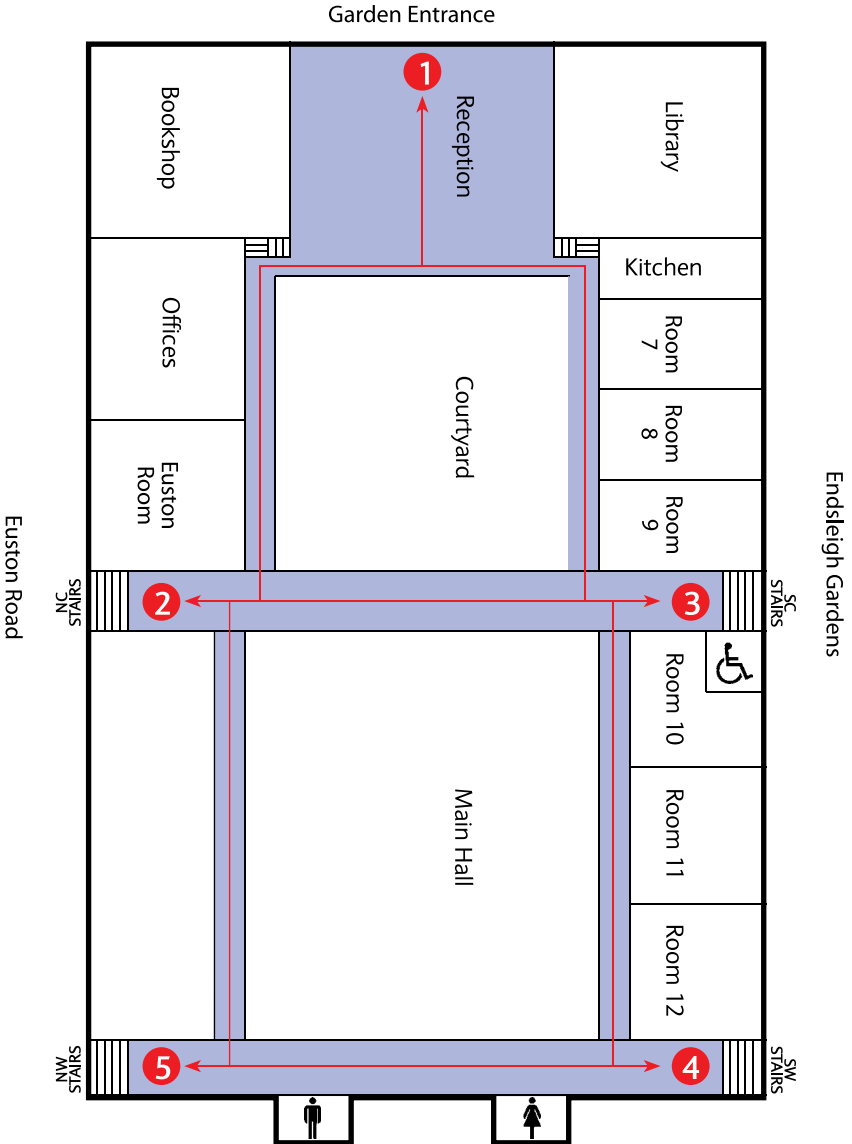 Garden Entrance
1
Bookshop
Reception
Library
Kitchen
Offices
Room
7
Courtyard
Room
8
Euston
Room
Room
9
Euston Road
Endsleigh Gardens
NC
STAIRS
2
3
SC
STAIRS
Room 10
Main Hall
Room 11
Room 12
NW
STAIRS
5
4
SW
STAIRS